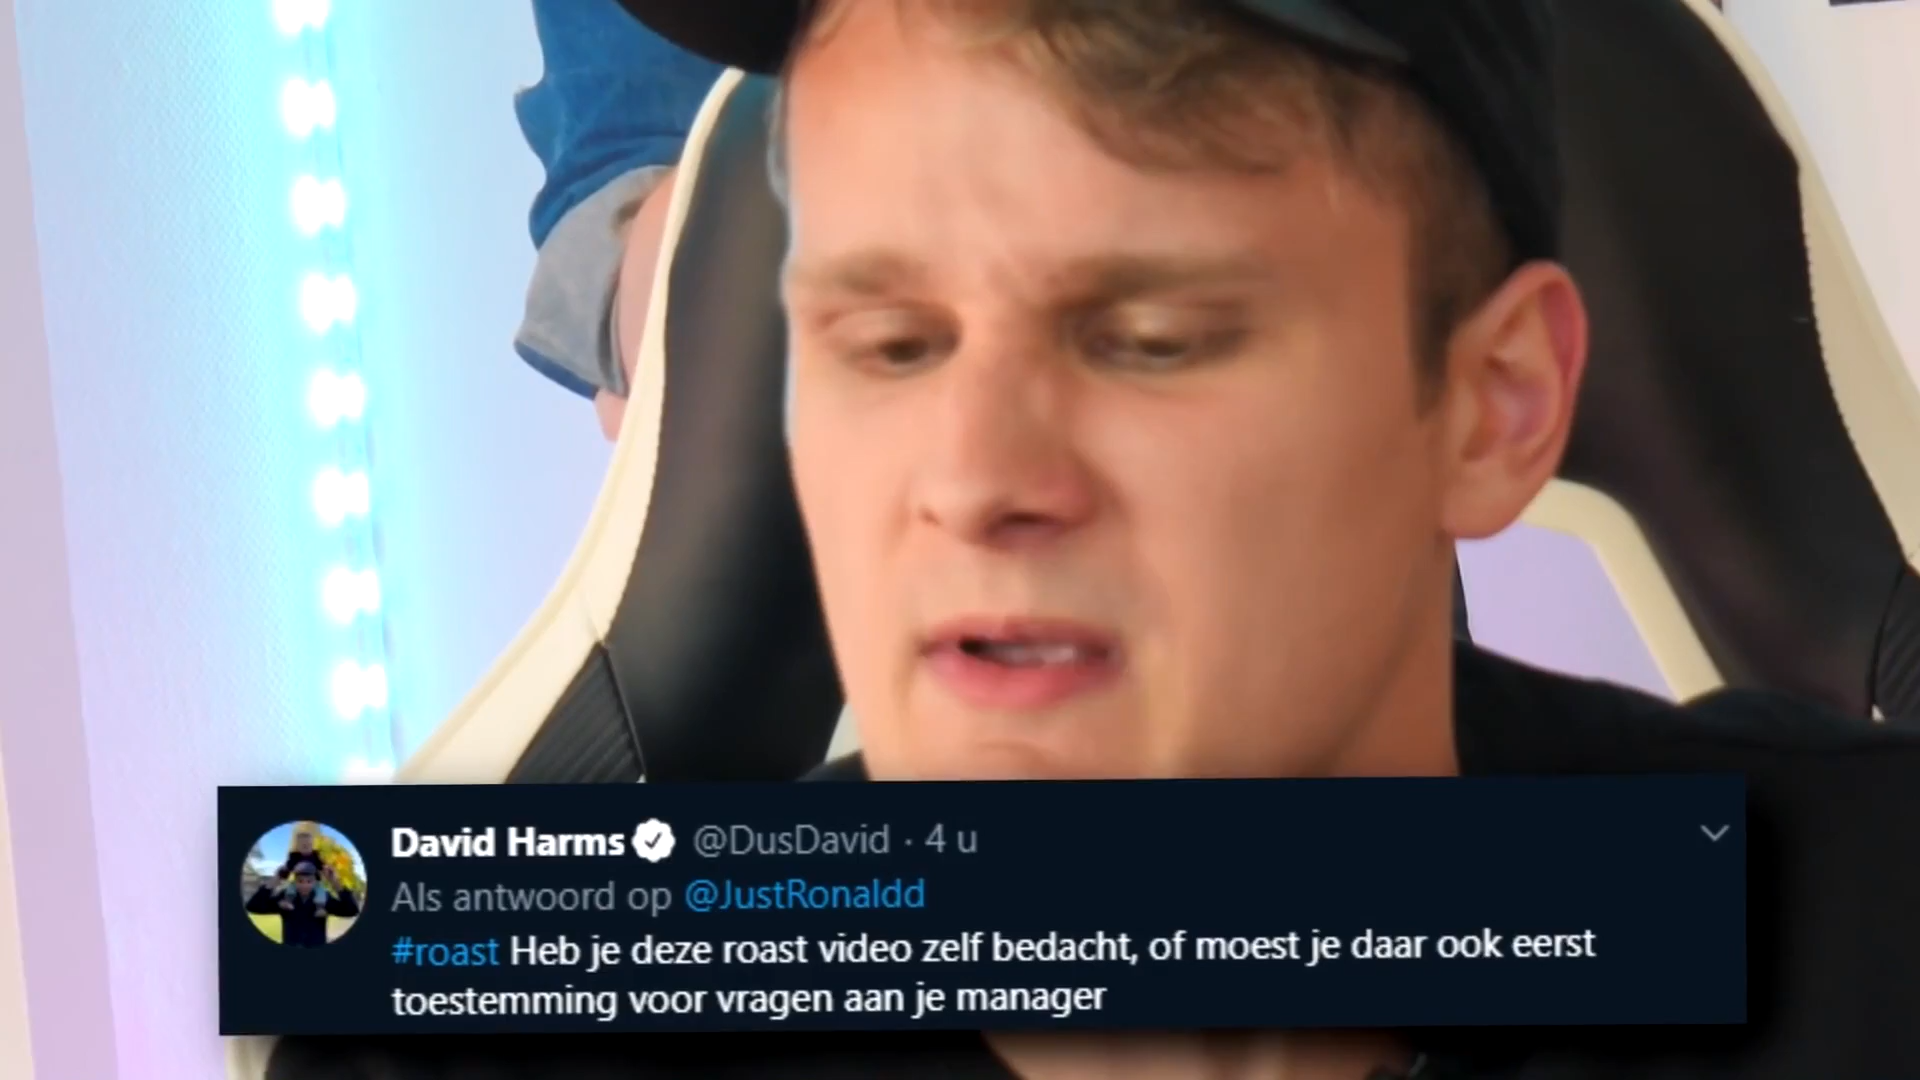 David Harms @DusDavid · 4 u
Als antwoord op @JustRonaldd
#roast Heb je deze roast video zelf bedacht, of moest je daar ook eerst
toestemming voor vragen aan je manager